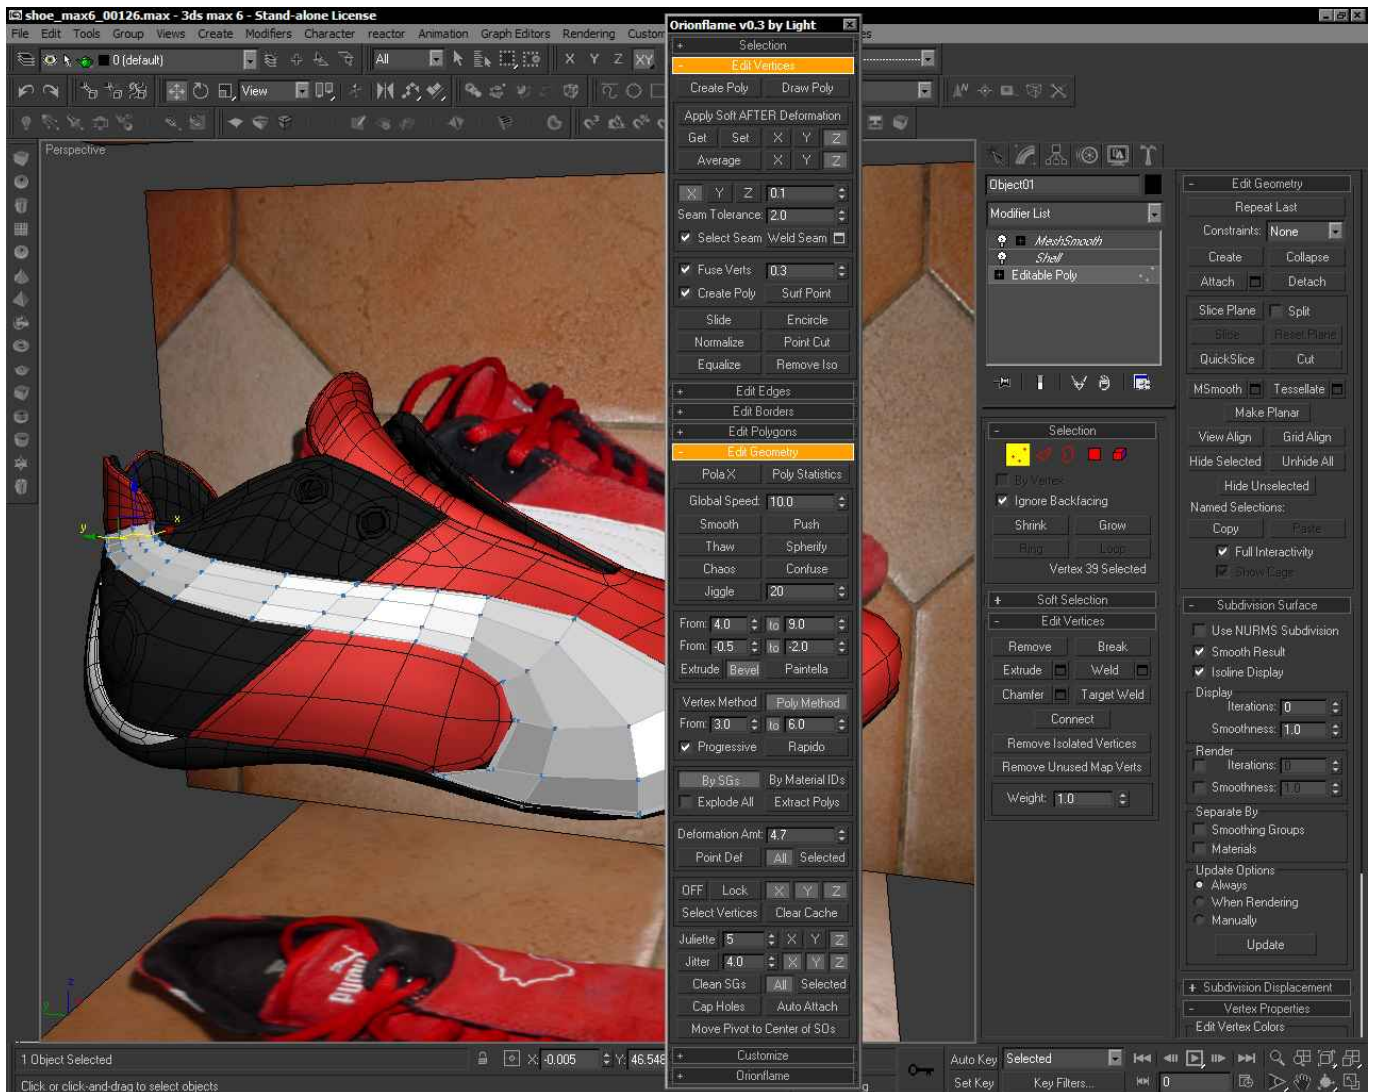 shoe_max6_00126.max - 3ds max 6 - Stand-alone License
File Edit Tools Group Views Create Modifiers Character reactor Animation Graph Editors Rendering Custom
0 (default)
All
X Y Z XY
View
Perspective
PUMA
Orionflame v0.3 by Light
+ Selection
- Edit Vertices
Create Poly Draw Poly
Apply Soft AFTER Deformation
Get Set X Y Z
Average X Y Z
X Y Z 0.1
Seam Tolerance: 2.0
Select Seam Weld Seam
Fuse Verts 0.3
Create Poly Surf Point
Slide Encircle
Normalize Point Cut
Equalize Remove Iso
+ Edit Edges
+ Edit Borders
+ Edit Polygons
- Edit Geometry
Pola X Poly Statistics
Global Speed: 10.0
Smooth Push
Thaw Spherify
Chaos Confuse
Jiggle 20
From: 4.0 to 9.0
From: -0.5 to -2.0
Extrude Bevel Paintella
Vertex Method Poly Method
From: 3.0 to 6.0
Progressive Rapido
By SGs By Material IDs
Explode All Extract Polys
Deformation Amt: 4.7
Point Def All Selected
OFF Lock X Y Z
Select Vertices Clear Cache
Juliette 5 X Y Z
Jitter 4.0 X Y Z
Clean SGs All Selected
Cap Holes Auto Attach
Move Pivot to Center of SOs
+ Customize
+ Orionflame
Object01
Modifier List
MeshSmooth
Shell
Editable Poly
- Selection
By Vertex
Ignore Backfacing
Shrink Grow
Ring Loop
Vertex 39 Selected
+ Soft Selection
- Edit Vertices
Remove Break
Extrude Weld
Chamfer Target Weld
Connect
Remove Isolated Vertices
Remove Unused Map Verts
Weight: 1.0
- Edit Geometry
Repeat Last
Constraints: None
Create Collapse
Attach Detach
Slice Plane Split
Slice Reset Plane
QuickSlice Cut
MSmooth Tessellate
Make Planar
View Align Grid Align
Hide Selected Unhide All
Hide Unselected
Named Selections:
Copy Paste
Full Interactivity
Show Cage
- Subdivision Surface
Use NURMS Subdivision
Smooth Result
Isoline Display
Display
Iterations: 0
Smoothness: 1.0
Render
Iterations: 0
Smoothness: 1.0
Separate By
Smoothing Groups
Materials
Update Options
Always
When Rendering
Manually
Update
+ Subdivision Displacement
- Vertex Properties
Edit Vertex Colors
1 Object Selected
X: -0.005 Y: 46.548
Auto Key Selected
Click or click-and-drag to select objects
Set Key Key Filters... 0